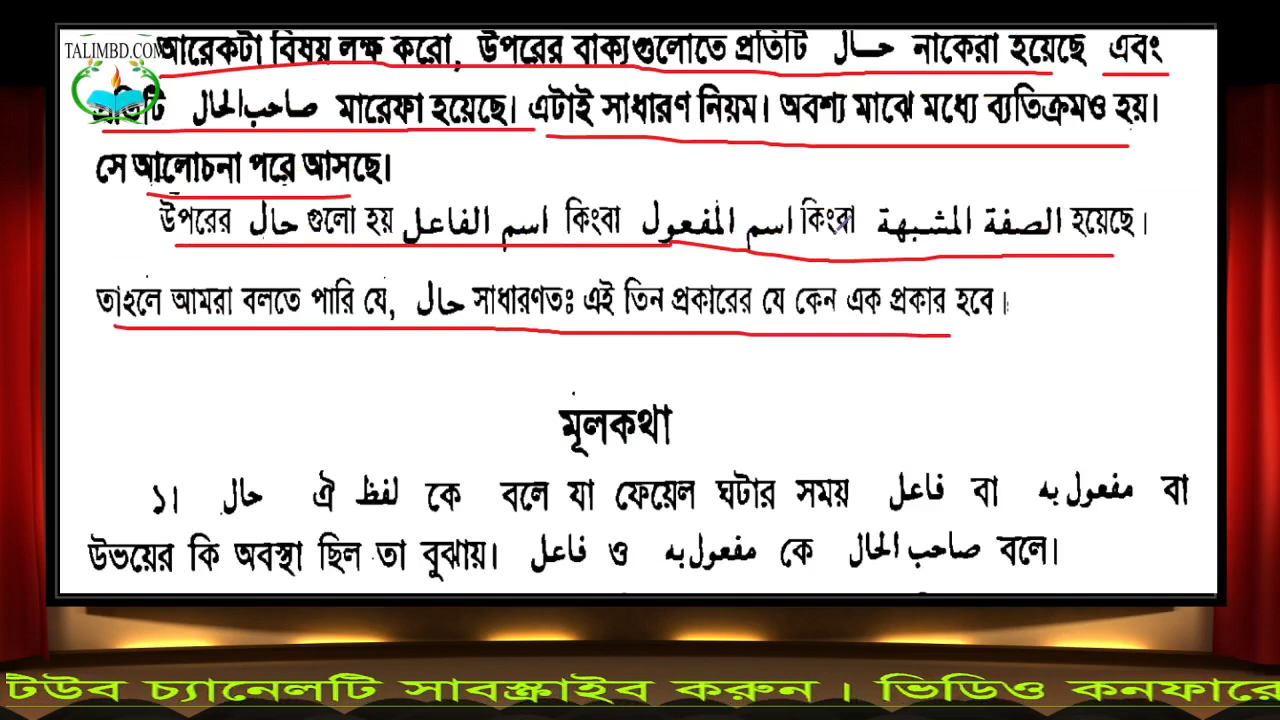 TALIMBD.COM
আরেকটা বিষয় লক্ষ করো, উপরের বাক্যগুলোতে প্রতিটি حـال নাকেরা হয়েছে এবং
প্রতিটি صاحب الحال মারেফা হয়েছে। এটাই সাধারণ নিয়ম। অবশ্য মাঝে মধ্যে ব্যতিক্রমও হয়।
সে আলোচনা পরে আসছে।
উপরের حال গুলো হয় اسم الفاعل কিংবা اسم المفعول কিংবা الصفة المشبهة হয়েছে।
তাহলে আমরা বলতে পারি যে, حال সাধারণতঃ এই তিন প্রকারের যে কেন এক প্রকার হবে।
মূলকথা
১। حال ঐ لفظ কে বলে যা ফেয়েল ঘটার সময় فاعل বা مفعول به বা
উভয়ের কি অবস্থা ছিল তা বুঝায়। فاعل ও مفعول به কে صاحب الحال বলে।
টউব চ্যানেলটি সাবস্ক্রাইব করুন । ভিডিও কনফারে